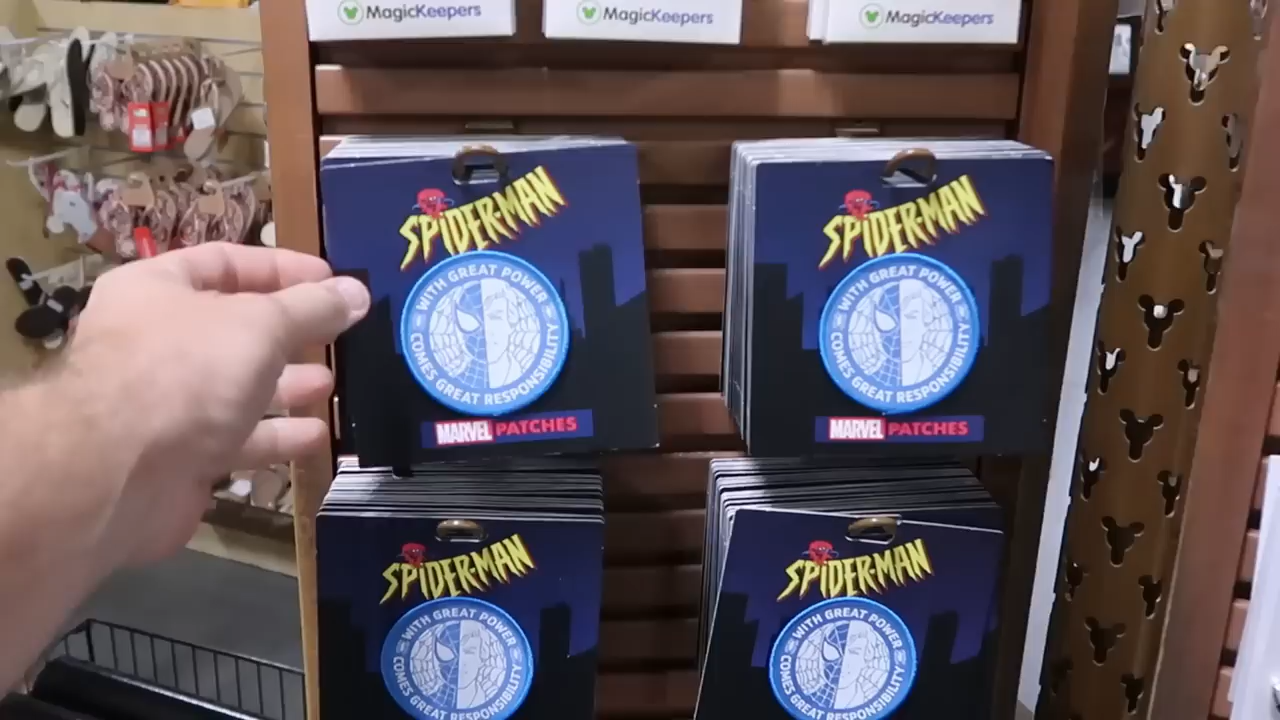 MagicKeepers
MagicKeepers
MagicKeepers
SPIDER-MAN
WITH GREAT POWER
COMES GREAT RESPONSIBILITY
MARVEL PATCHES
SPIDER-MAN
WITH GREAT POWER
COMES GREAT RESPONSIBILITY
MARVEL PATCHES
SPIDER-MAN
WITH GREAT POWER
COMES GREAT RESPONSIBILITY
SPIDER-MAN
WITH GREAT POWER
COMES GREAT RESPONSIBILITY